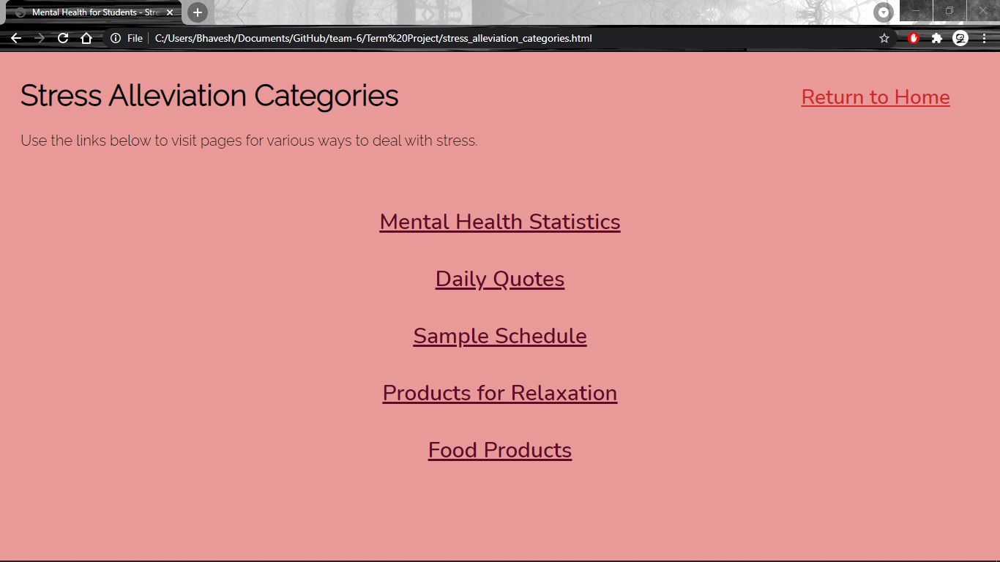 Mental Health for Students - Stre
File
C:/Users/Bhavesh/Documents/GitHub/team-6/Term%20Project/stress_alleviation_categories.html
Stress Alleviation Categories
Return to Home
Use the links below to visit pages for various ways to deal with stress.
Mental Health Statistics
Daily Quotes
Sample Schedule
Products for Relaxation
Food Products